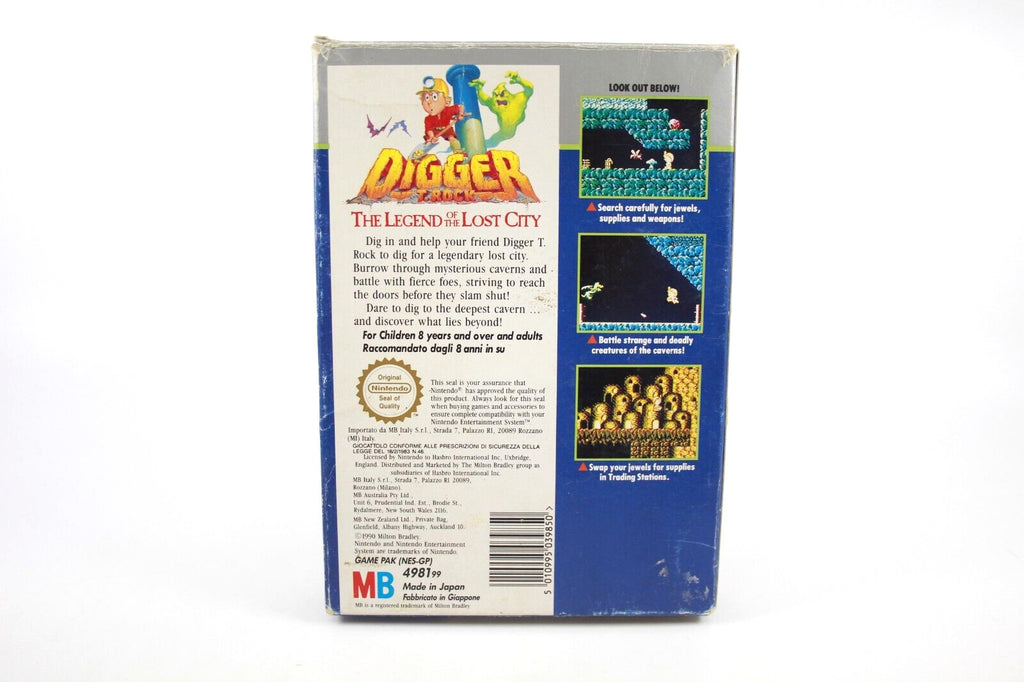 DIGGER
T. ROCK
THE LEGEND OF THE LOST CITY
Dig in and help your friend Digger T.
Rock to dig for a legendary lost city.
Burrow through mysterious caverns and
battle with fierce foes, striving to reach
the doors before they slam shut!
Dare to dig to the deepest cavern ...
and discover what lies beyond!
For Children 8 years and over and adults
Raccomandato dagli 8 anni in su
Original
Nintendo
Seal of
Quality
™
This seal is your assurance that
Nintendo® has approved the quality of
this product. Always look for this seal
when buying games and accessories to
ensure complete compatibility with your
Nintendo Entertainment System™
Importato da MB Italy S.r.l., Strada 7, Palazzo R1, 20089 Rozzano
(MI) Italy.
GIOCATTOLO CONFORME ALLE PRESCRIZIONI DI SICUREZZA DELLA
LEGGE DEL 18/2/1983 N.46
Licensed by Nintendo to Hasbro International Inc. Uxbridge,
England. Distributed and Marketed by The Milton Bradley group as
subsidiaries of Hasbro International Inc.
MB Italy S.r.l., Strada 7, Palazzo R1 20089,
Rozzano (Milano).
MB Australia Pty Ltd.,
Unit 6, Prudential Ind. Est., Brodie St.,
Rydalmere, New South Wales 2116.
MB New Zealand Ltd., Private Bag,
Glenfield, Albany Highway, Auckland 10.
©1990 Milton Bradley.
Nintendo and Nintendo Entertainment
System are trademarks of Nintendo.
GAME PAK (NES-GP)
MB
498199
Made in Japan
Fabbricato in Giappone
MB is a registered trademark of Milton Bradley
5 010995 039850 >
LOOK OUT BELOW!
▲ Search carefully for jewels,
supplies and weapons!
▲ Battle strange and deadly
creatures of the caverns!
▲ Swap your jewels for supplies
in Trading Stations.